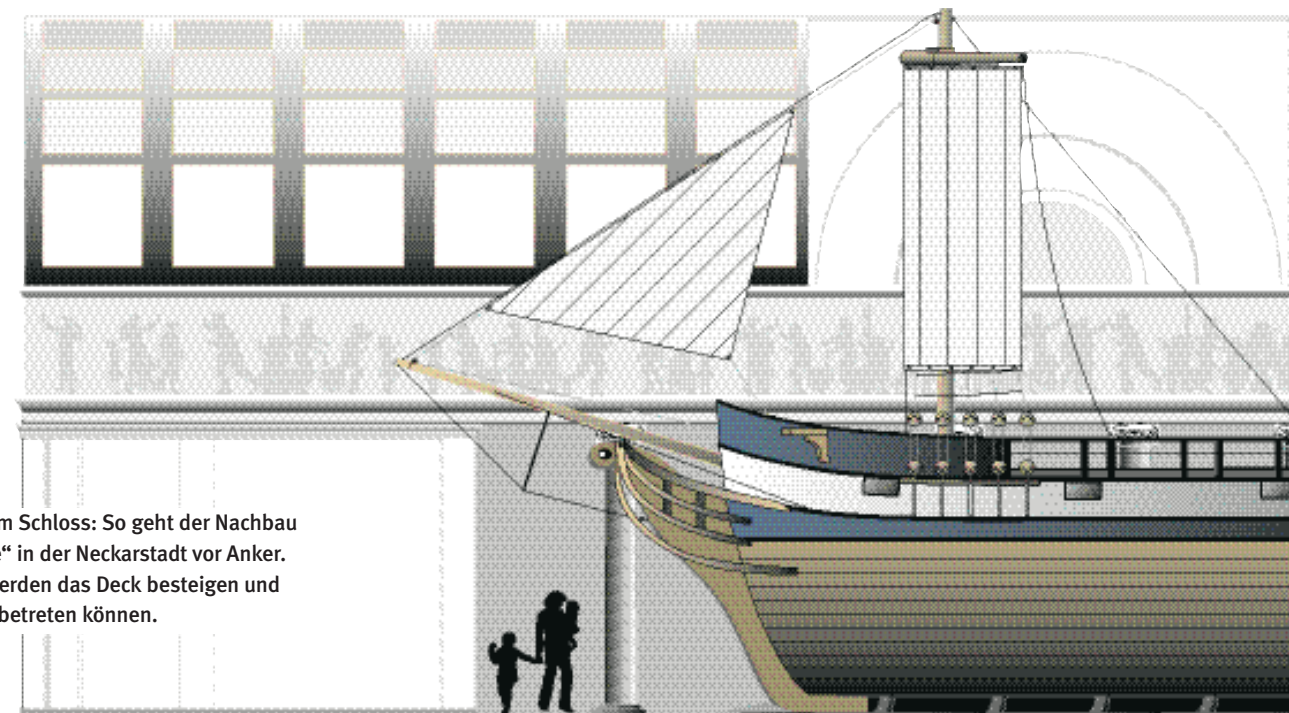 m Schloss: So geht der Nachbau
e“ in der Neckarstadt vor Anker.
erden das Deck besteigen und
betreten können.